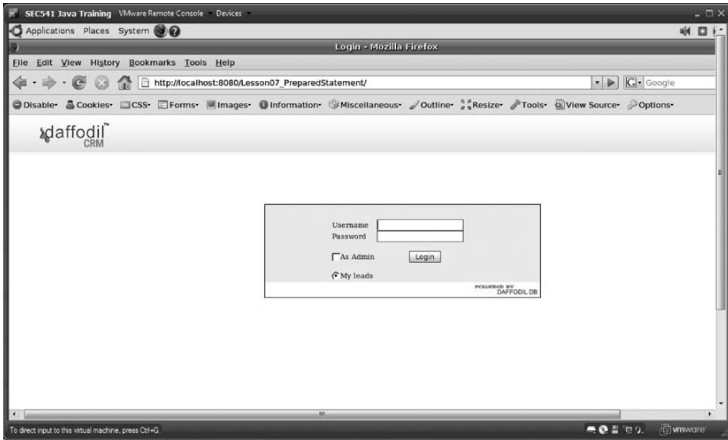 SEC541 Java Training VMware Remote Console Devices
Applications Places System
Login - Mozilla Firefox
File Edit View History Bookmarks Tools Help
http://localhost:8080/Lesson07_PreparedStatement/
Google
Disable Cookies CSS Forms Images Information Miscellaneous Outline Resize Tools View Source Options
daffodil
CRM
Username
Password
As Admin Login
My leads
POWERED BY
DAFFODIL DB
To direct input to this virtual machine, press Ctrl+G.
vmware